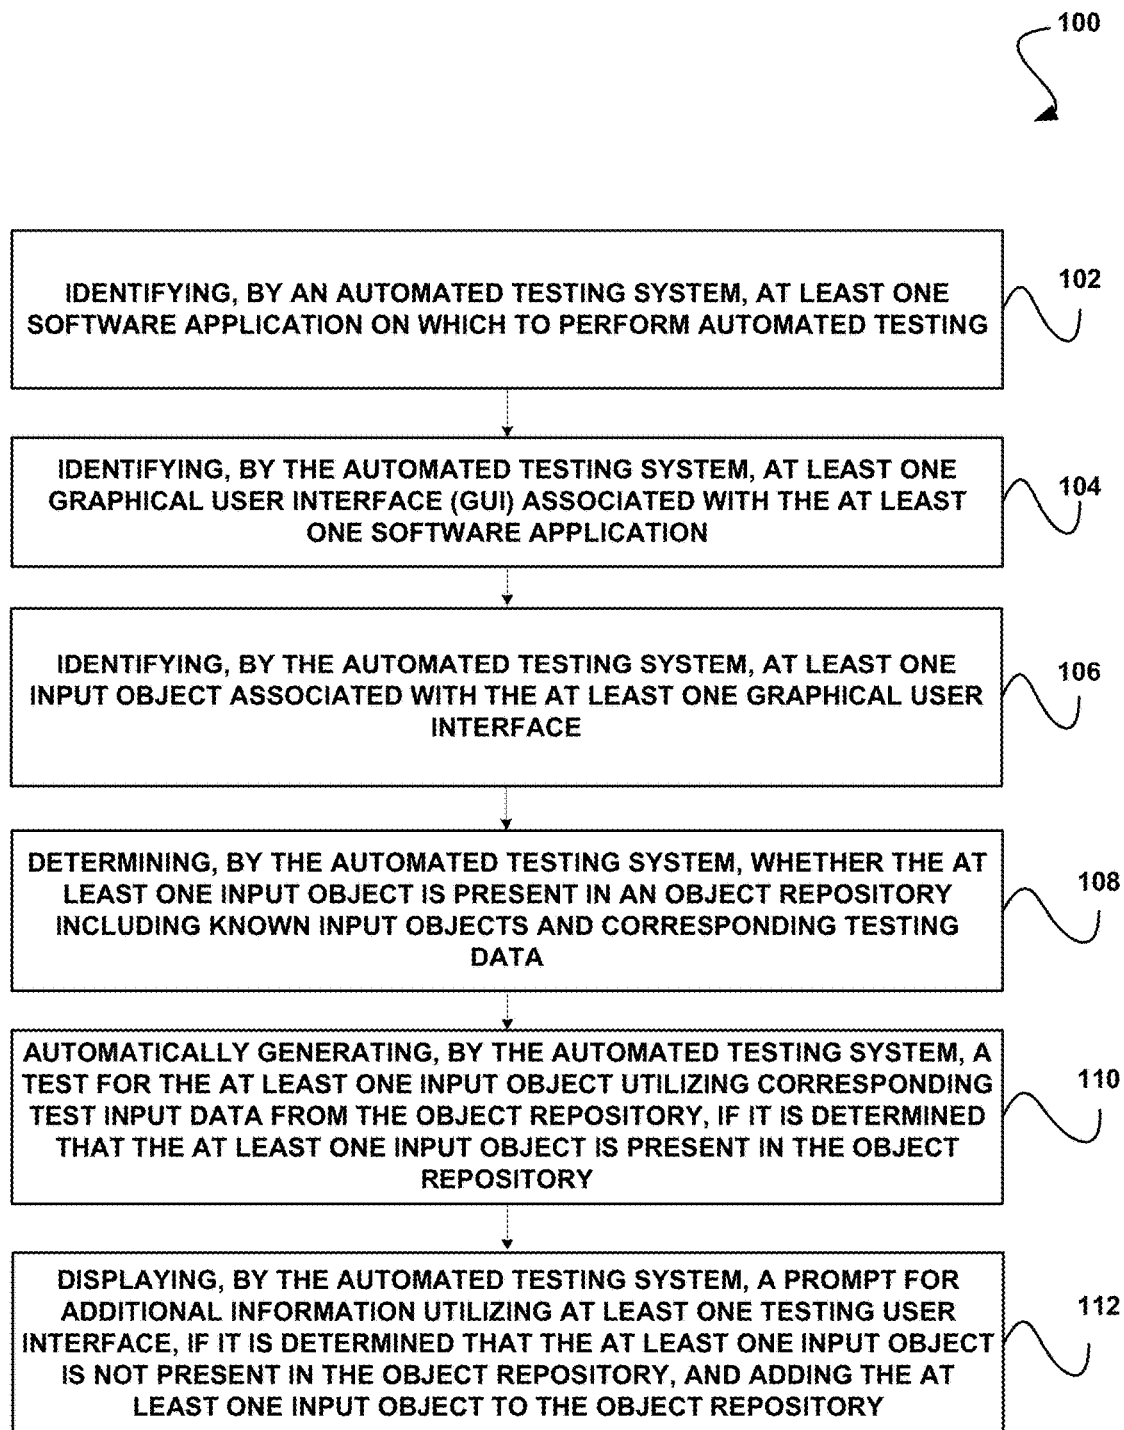 100
IDENTIFYING, BY AN AUTOMATED TESTING SYSTEM, AT LEAST ONE
SOFTWARE APPLICATION ON WHICH TO PERFORM AUTOMATED TESTING
102
IDENTIFYING, BY THE AUTOMATED TESTING SYSTEM, AT LEAST ONE
GRAPHICAL USER INTERFACE (GUI) ASSOCIATED WITH THE AT LEAST
ONE SOFTWARE APPLICATION
104
IDENTIFYING, BY THE AUTOMATED TESTING SYSTEM, AT LEAST ONE
INPUT OBJECT ASSOCIATED WITH THE AT LEAST ONE GRAPHICAL USER
INTERFACE
106
DETERMINING, BY THE AUTOMATED TESTING SYSTEM, WHETHER THE AT
LEAST ONE INPUT OBJECT IS PRESENT IN AN OBJECT REPOSITORY
INCLUDING KNOWN INPUT OBJECTS AND CORRESPONDING TESTING
DATA
108
AUTOMATICALLY GENERATING, BY THE AUTOMATED TESTING SYSTEM, A
TEST FOR THE AT LEAST ONE INPUT OBJECT UTILIZING CORRESPONDING
TEST INPUT DATA FROM THE OBJECT REPOSITORY, IF IT IS DETERMINED
THAT THE AT LEAST ONE INPUT OBJECT IS PRESENT IN THE OBJECT
REPOSITORY
110
DISPLAYING, BY THE AUTOMATED TESTING SYSTEM, A PROMPT FOR
ADDITIONAL INFORMATION UTILIZING AT LEAST ONE TESTING USER
INTERFACE, IF IT IS DETERMINED THAT THE AT LEAST ONE INPUT OBJECT
IS NOT PRESENT IN THE OBJECT REPOSITORY, AND ADDING THE AT
LEAST ONE INPUT OBJECT TO THE OBJECT REPOSITORY
112